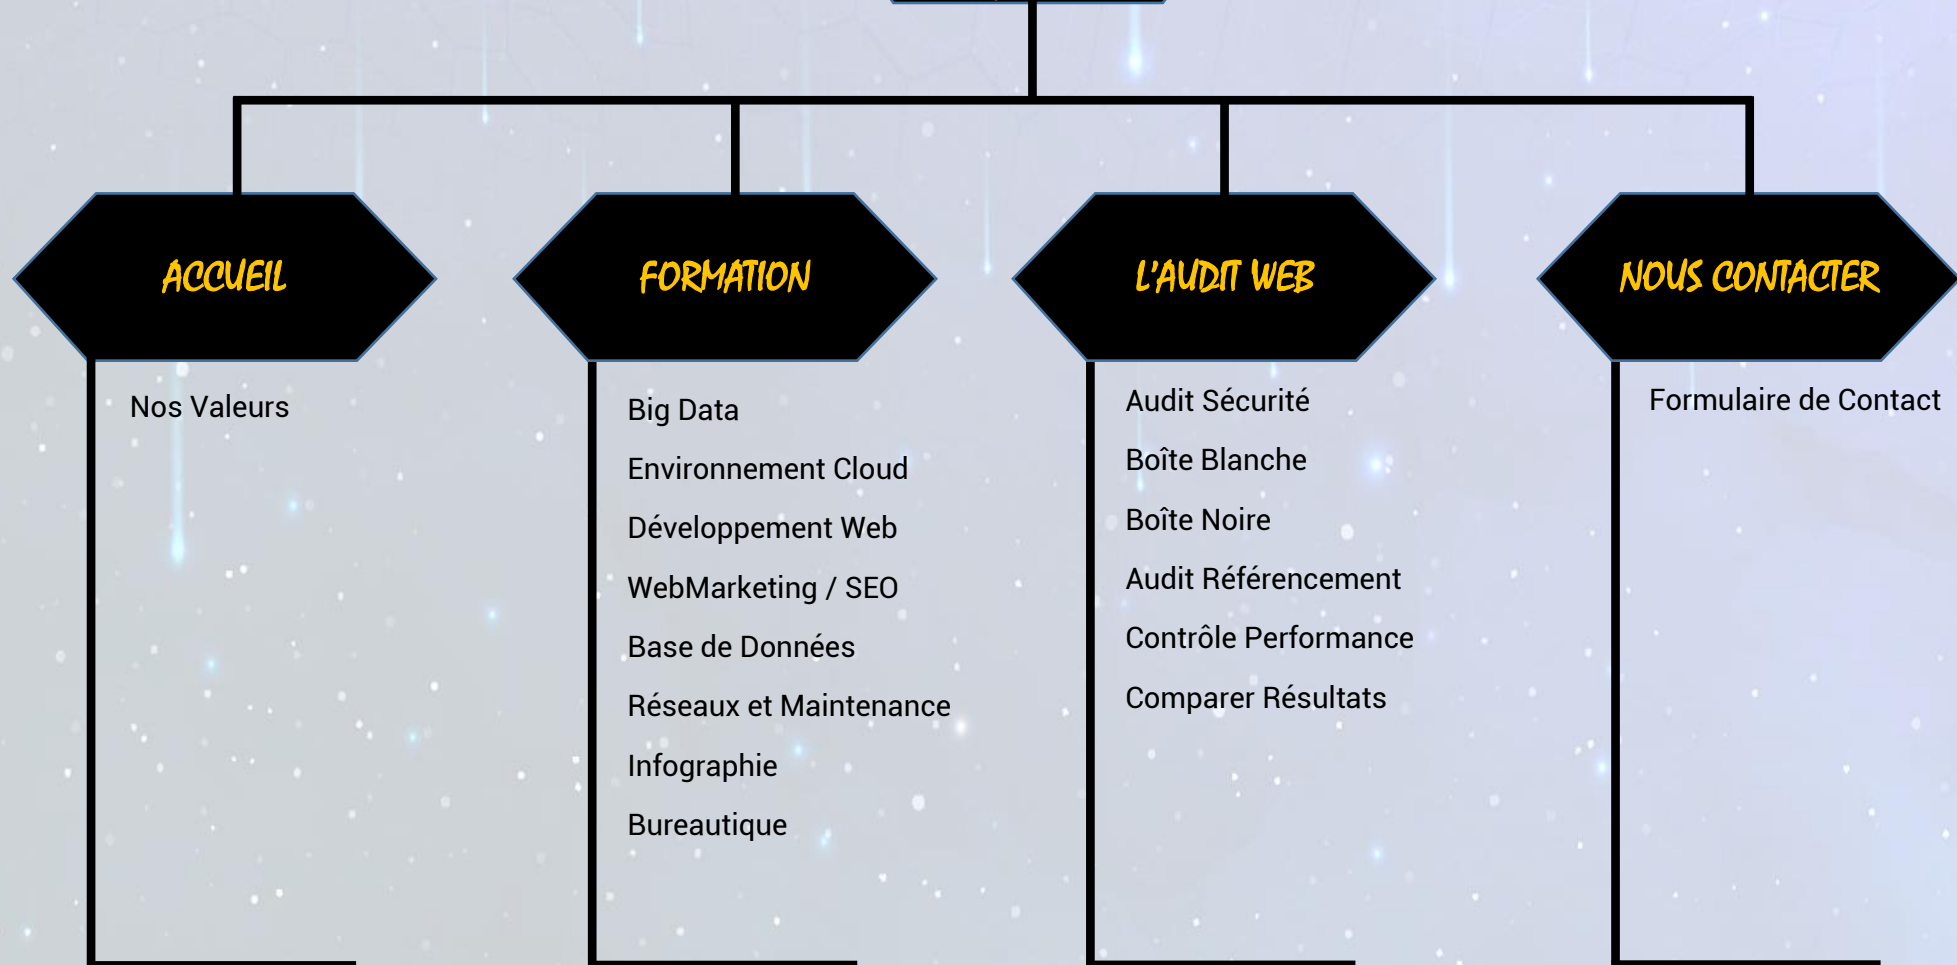 ACCUEIL
FORMATION
L'AUDIT WEB
NOUS CONTACTER
Nos Valeurs
Big Data
Environnement Cloud
Développement Web
WebMarketing / SEO
Base de Données
Réseaux et Maintenance
Infographie
Bureautique
Audit Sécurité
Boîte Blanche
Boîte Noire
Audit Référencement
Contrôle Performance
Comparer Résultats
Formulaire de Contact